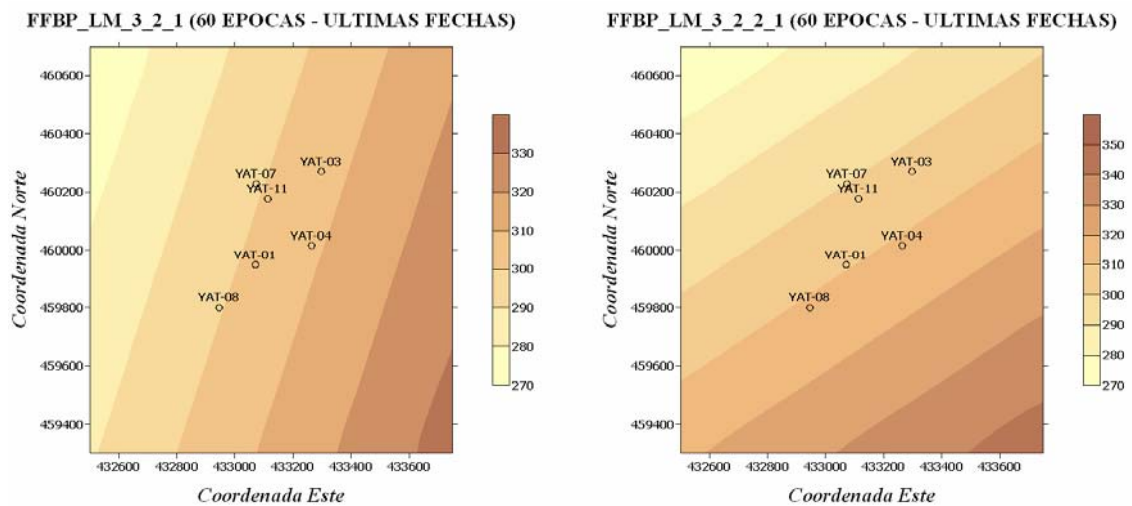 FFBP_LM_3_2_1 (60 EPOCAS - ULTIMAS FECHAS)
460600
460400
460200
460000
459800
459600
459400
Coordenada Norte
YAT-03
YAT-07
YAT-11
YAT-04
YAT-01
YAT-08
432600 432800 433000 433200 433400 433600
Coordenada Este
330
320
310
300
290
280
270
FFBP_LM_3_2_2_1 (60 EPOCAS - ULTIMAS FECHAS)
460600
460400
460200
460000
459800
459600
459400
Coordenada Norte
YAT-03
YAT-07
YAT-11
YAT-04
YAT-01
YAT-08
432600 432800 433000 433200 433400 433600
Coordenada Este
350
340
330
320
310
300
290
280
270